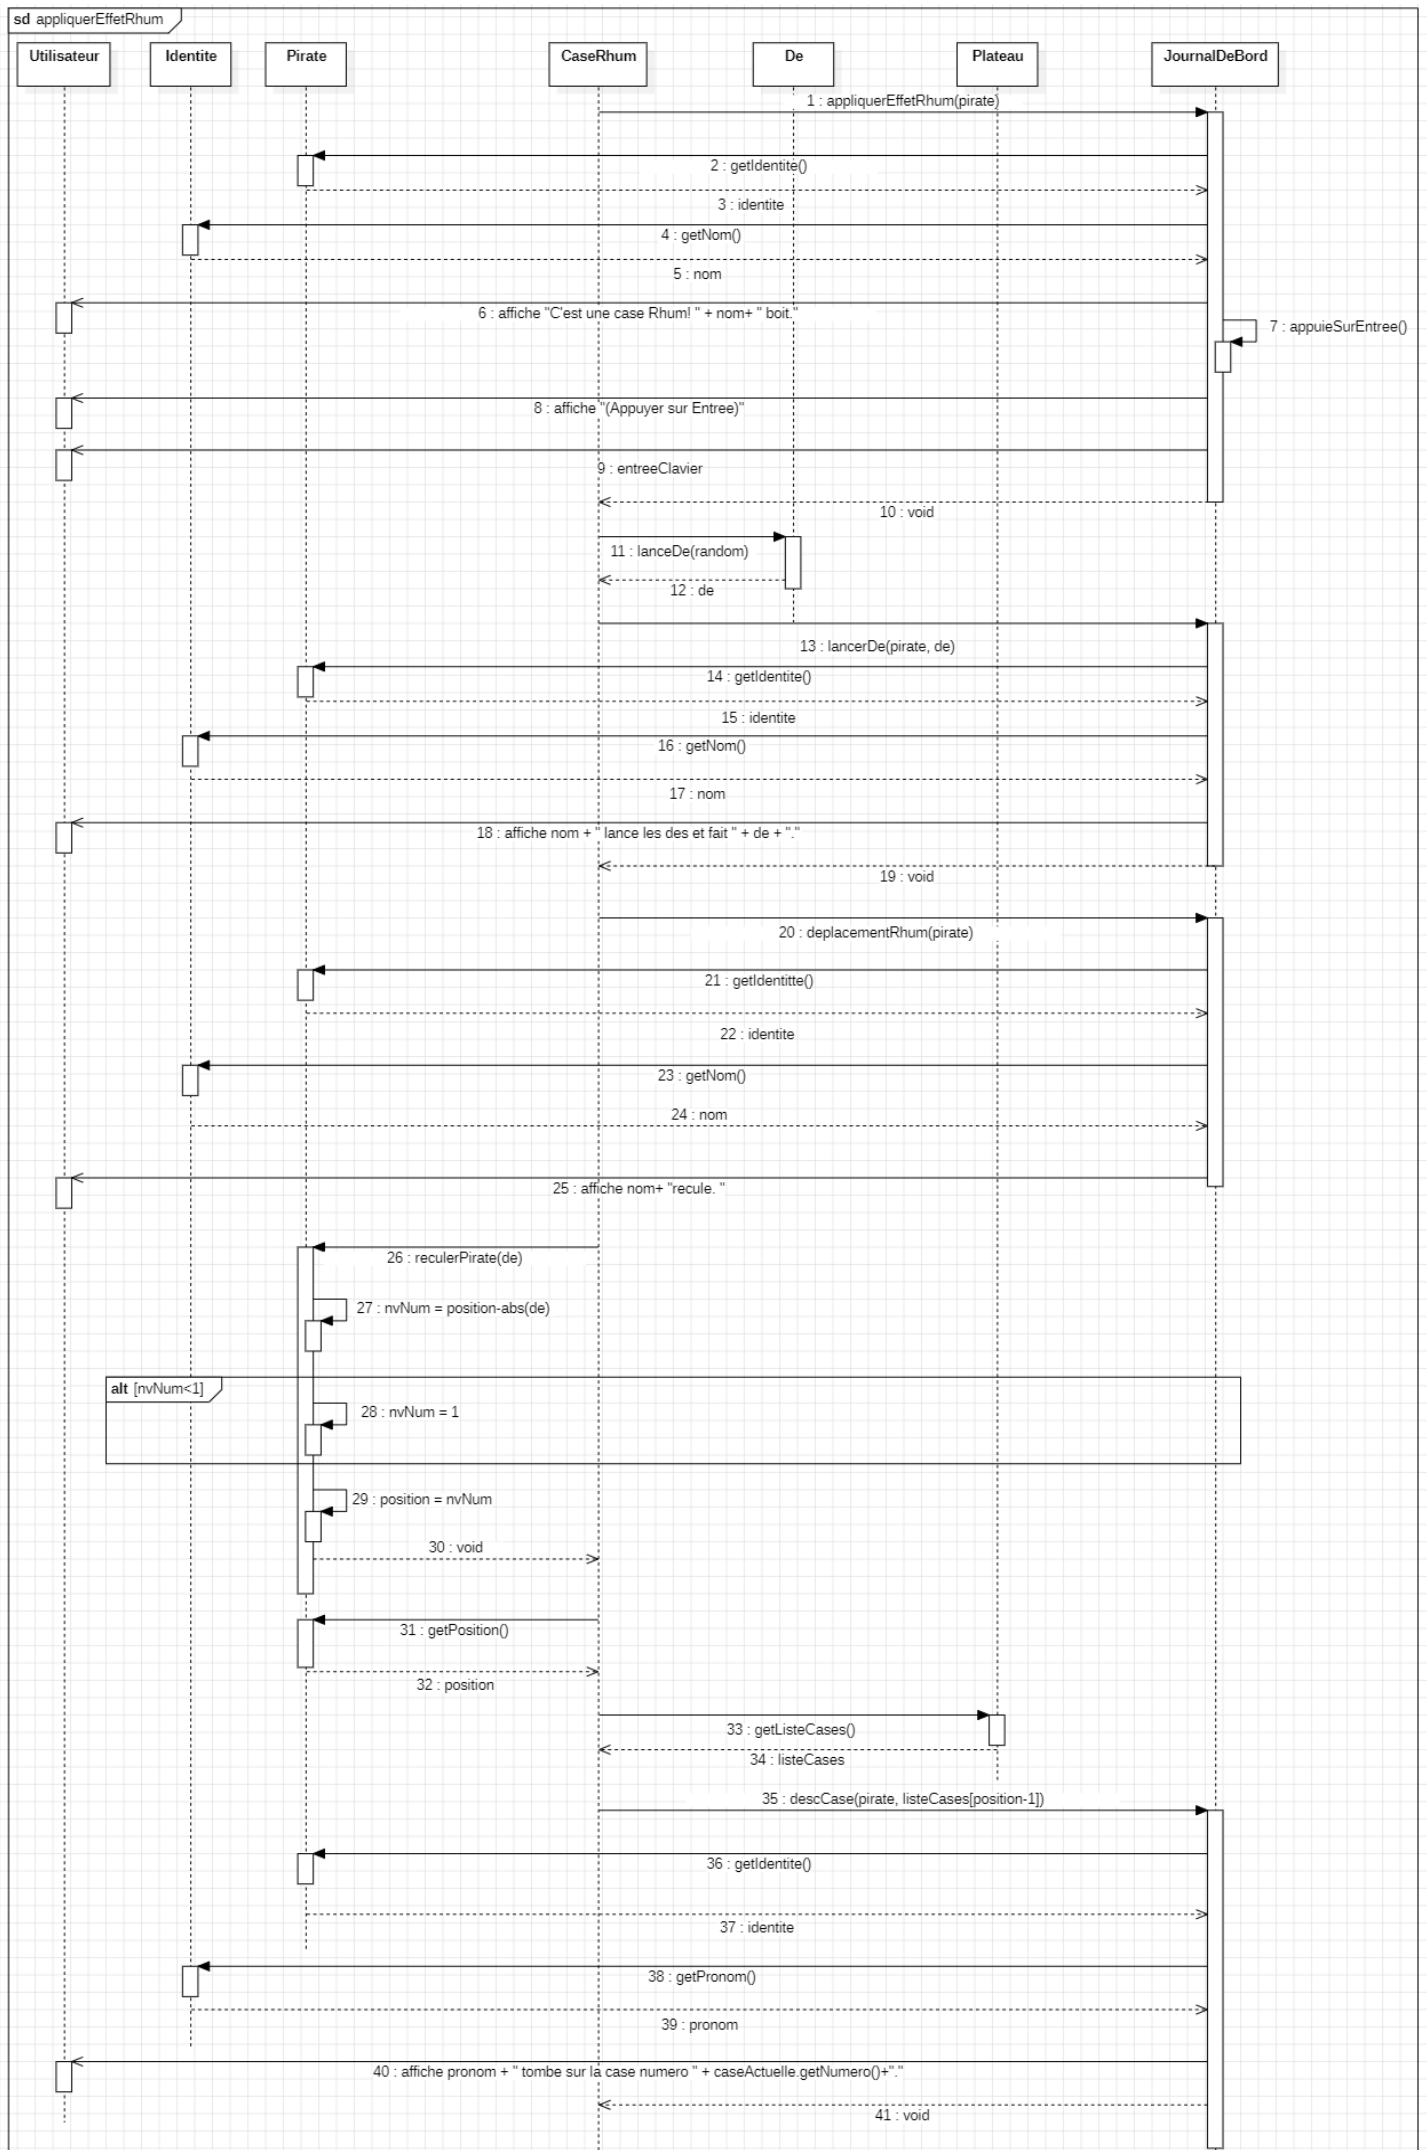 sd appliquerEffetRhum
Utilisateur
Identite
Pirate
CaseRhum
De
Plateau
JournalDeBord
1 : appliquerEffetRhum(pirate)
2 : getIdentite()
3 : identite
4 : getNom()
5 : nom
6 : affiche "C'est une case Rhum! " + nom+ " boit."
7 : appuieSurEntree()
8 : affiche "(Appuyer sur Entree)"
9 : entreeClavier
10 : void
11 : lanceDe(random)
12 : de
13 : lancerDe(pirate, de)
14 : getIdentite()
15 : identite
16 : getNom()
17 : nom
18 : affiche nom + " lance les des et fait " + de + "."
19 : void
20 : deplacementRhum(pirate)
21 : getIdentitte()
22 : identite
23 : getNom()
24 : nom
25 : affiche nom+ "recule. "
26 : reculerPirate(de)
27 : nvNum = position-abs(de)
alt [nvNum<1]
28 : nvNum = 1
29 : position = nvNum
30 : void
31 : getPosition()
32 : position
33 : getListeCases()
34 : listeCases
35 : descCase(pirate, listeCases[position-1])
36 : getIdentite()
37 : identite
38 : getPronom()
39 : pronom
40 : affiche pronom + " tombe sur la case numero " + caseActuelle.getNumero()+"."
41 : void